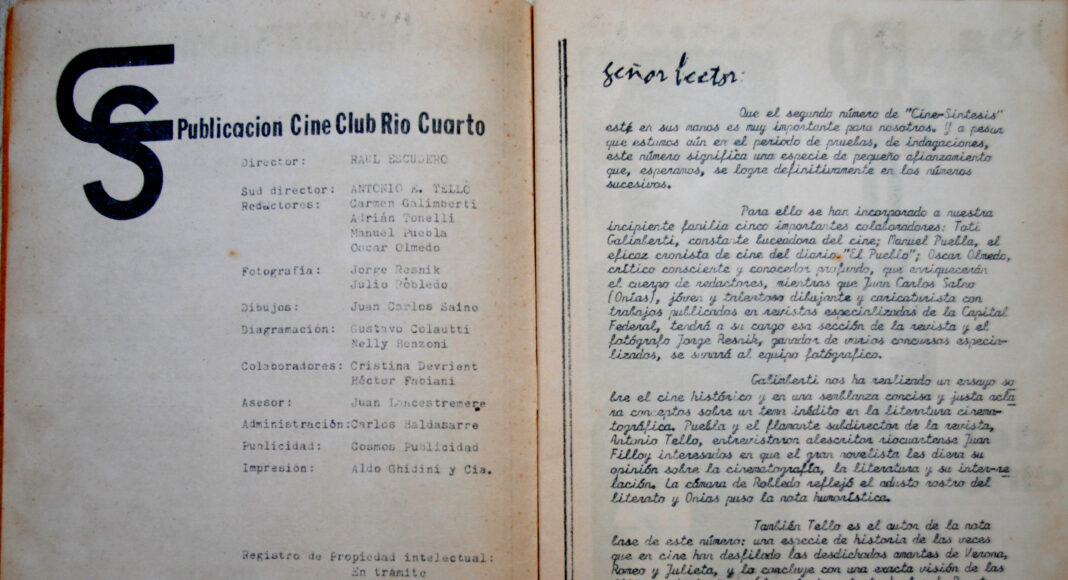 CS
Publicacion Cine Club Rio Cuarto
Director: RAUL ESCUDERO
Sud director: ANTONIO E. TELLO
Redactores: Carmen Galimberti
Adrián Tonelli
Manuel Puebla
Oscar Olmedo
Fotografía: Jorge Resnik
Julio Robledo
Dibujos: Juan Carlos Saino
Diagramación: Gustavo Colautti
Nelly Benzoni
Colaboradores: Cristina Devrient
Héctor Fabiani
Asesor: Juan Loncestremere
Administración: Carlos Baldasarre
Publicidad: Cosmos Publicidad
Impresión: Aldo Ghidini y Cia.
Registro de Propiedad intelectual:
En trámite
Señor lector:
Que el segundo número de "Cine-Síntesis"
esté en sus manos es muy importante para nosotros. Y a pesar
que estamos aún en el periodo de pruebas, de indagaciones,
este número significa una especie de pequeño afianzamiento
que, esperamos, se logre definitivamente en los números
sucesivos.
Para ello se han incorporado a nuestra
incipiente familia cinco importantes colaboradores: Tati
Galimberti, constante buceadora del cine; Manuel Puebla, el
eficaz cronista de cine del diario "El Pueblo"; Oscar Olmedo,
crítico consciente y conocedor profundo, que enriquecerán
el cuerpo de redactores, mientras que Juan Carlos Saino
(Onías), jóven y talentoso dibujante y caricaturista con
trabajos publicados en revistas especializadas de la Capital
Federal, tendrá a su cargo esa sección de la revista y el
fotógrafo Jorge Resnik, ganador de varios concursos especia-
lizados, se sumará al equipo fotográfico.
Galimberti nos ha realizado un ensayo so
bre el cine histórico y en una semblanza concisa y justa acla
ra conceptos sobre un tema inédito en la literatura cinema-
tográfica. Puebla y el flamante subdirector de la revista,
Antonio Tello, entrevistaron alescritor riocuartense Juan
Filloy interesados en que el gran novelista les diera su
opinión sobre la cinematografía, la literatura y su inter-re
lación. La cámara de Robledo reflejó el adusto rostro del
literato y Onías puso la nota humorística.
También Tello es el autor de la nota
base de este número: una especie de historia de las veces
que en cine han desfilado los desdichados amantes de Verona,
Romeo y Julieta, y la concluye con una exacta visión de las